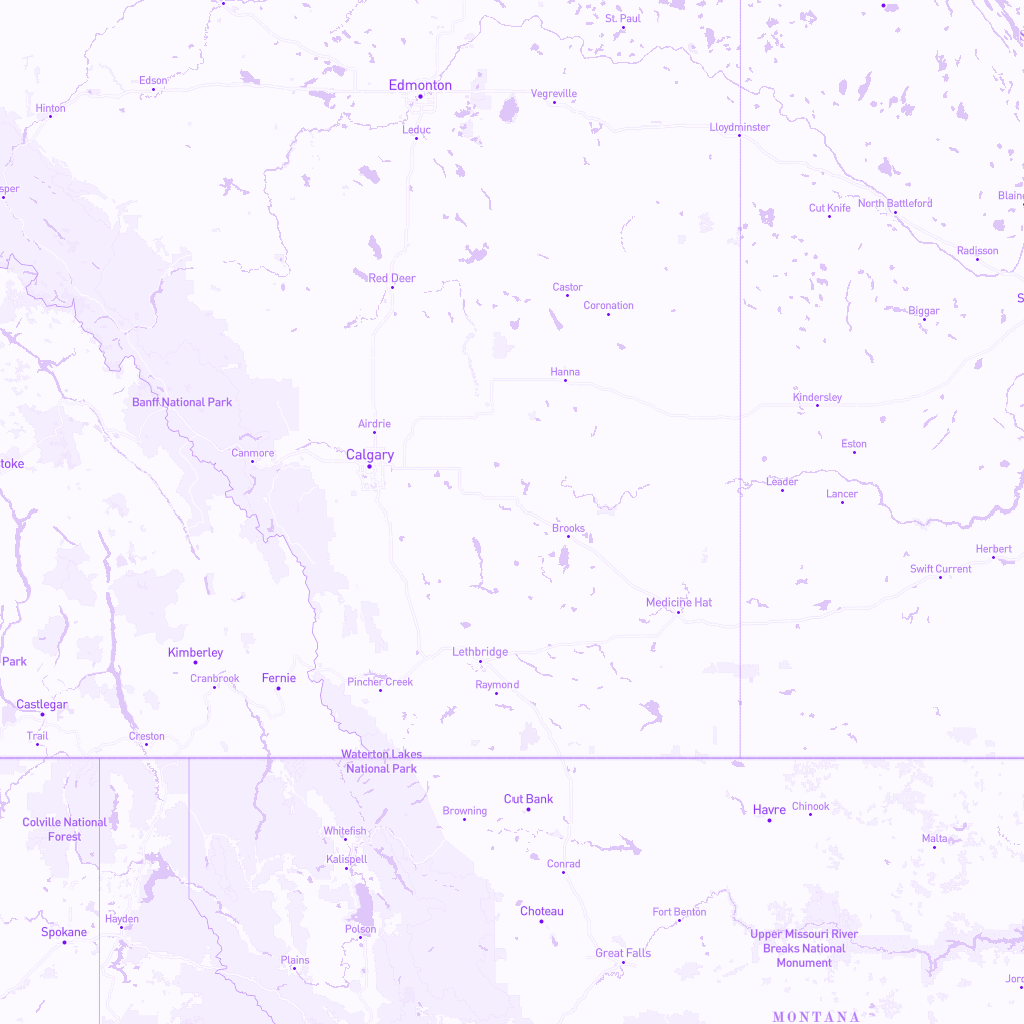 St. Paul
Edson
Edmonton
Vegreville
Hinton
Leduc
Lloydminster
Cut Knife
North Battleford
Radisson
Red Deer
Castor
Coronation
Biggar
Hanna
Banff National Park
Kindersley
Airdrie
Canmore
Calgary
Eston
Leader
Lancer
Brooks
Herbert
Swift Current
Medicine Hat
Kimberley
Lethbridge
Park
Cranbrook
Fernie
Pincher Creek
Raymond
Castlegar
Trail
Creston
Waterton Lakes
National Park
Cut Bank
Browning
Havre
Chinook
Colville National
Forest
Whitefish
Malta
Kalispell
Conrad
Hayden
Choteau
Fort Benton
Spokane
Polson
Upper Missouri River
Breaks National
Monument
Plains
Great Falls
MONTANA